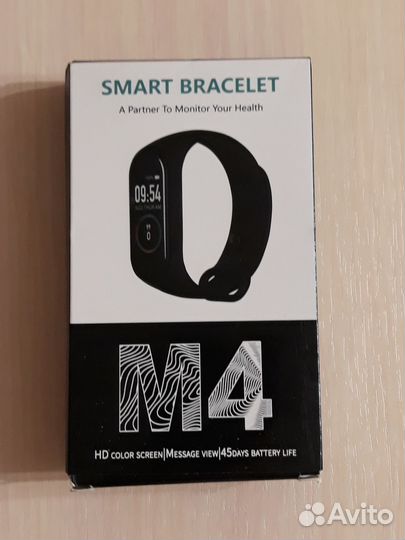 SMART BRACELET
A Partner To Monitor Your Health
09:54
0
M4
HD COLOR SCREEN|MESSAGE VIEW|45DAYS BATTERY LIFE
Avito